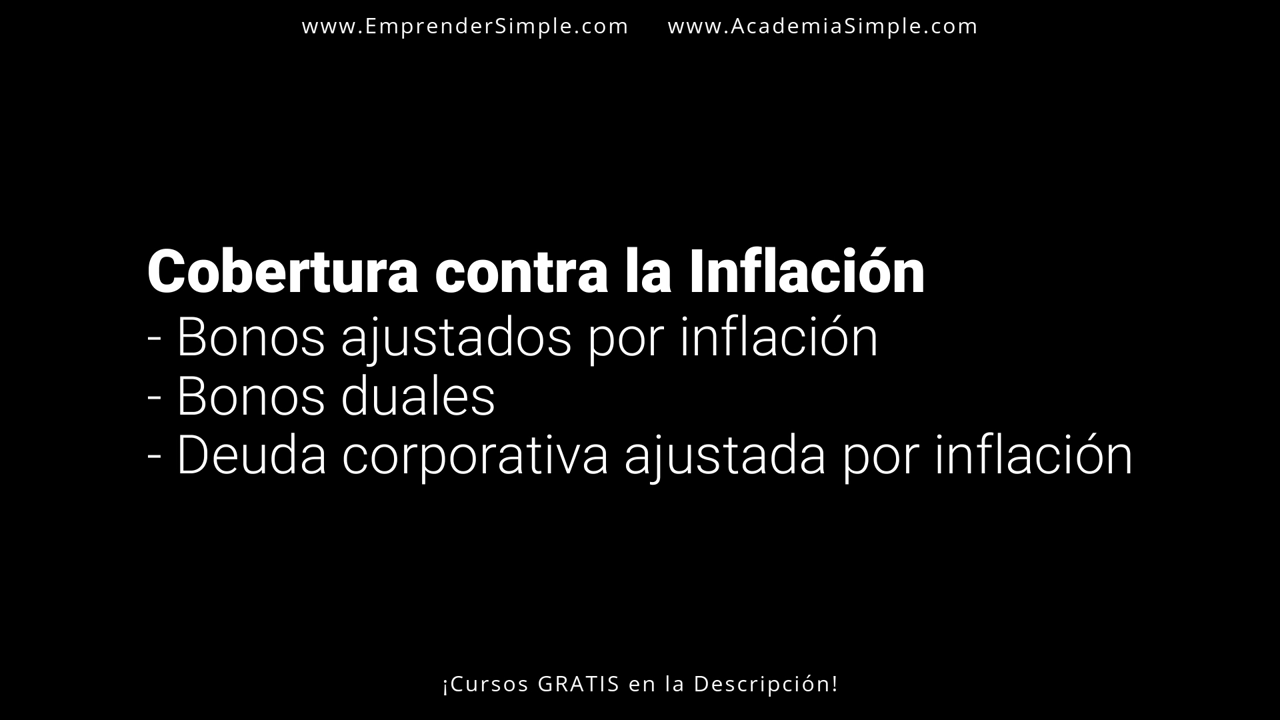 www.EmprenderSimple.com www.AcademiaSimple.com
Cobertura contra la Inflación
- Bonos ajustados por inflación
- Bonos duales
- Deuda corporativa ajustada por inflación
¡Cursos GRATIS en la Descripción!